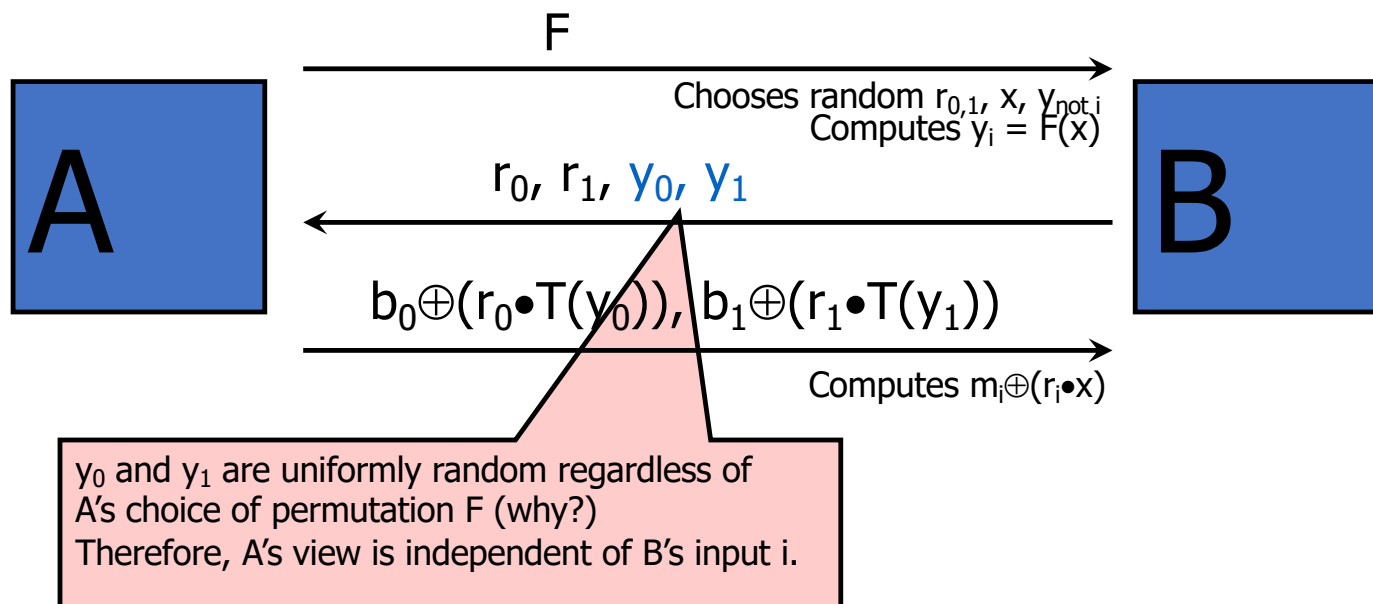 F
Chooses random r₀,₁, x, y_not i
Computes yᵢ = F(x)
A
B
r₀, r₁, y₀, y₁
b₀⊕(r₀•T(y₀)), b₁⊕(r₁•T(y₁))
Computes mᵢ⊕(rᵢ•x)
y₀ and y₁ are uniformly random regardless of
A's choice of permutation F (why?)
Therefore, A's view is independent of B's input i.